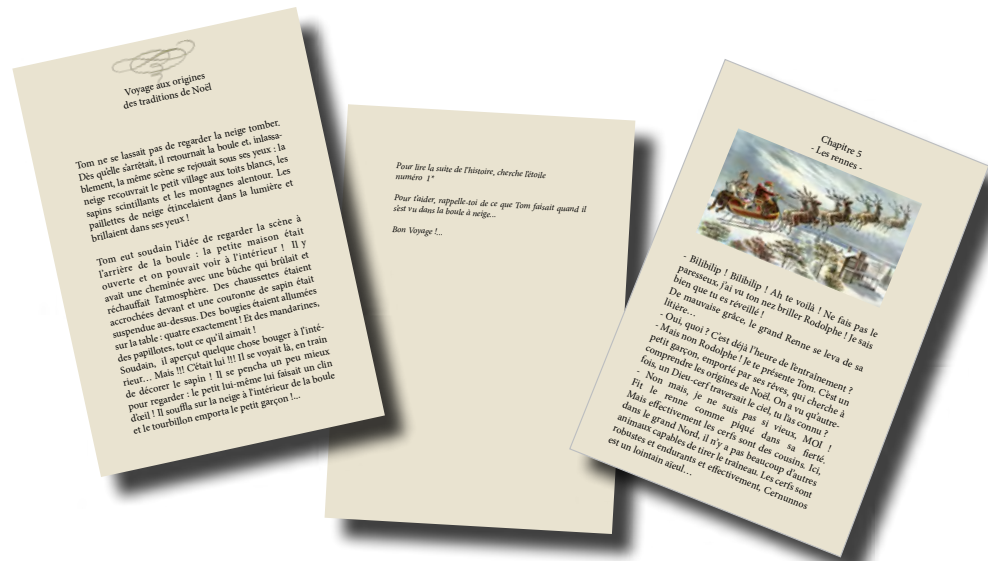 Voyage aux origines
des traditions de Noël
Tom ne se lassait pas de regarder la neige tomber.
Dès qu'elle s'arrêtait, il retournait la boule et, inlassa-
blement, la même scène se rejouait sous ses yeux : la
neige recouvrait le petit village aux toits blancs, les
sapins scintillants et les montagnes alentour. Les
paillettes de neige étincelaient dans la lumière et
brillaient dans ses yeux !
Tom eut soudain l'idée de regarder la scène à
l'arrière de la boule : la petite maison était
ouverte et on pouvait voir à l'intérieur ! Il y
avait une cheminée avec une bûche qui brûlait et
réchauffait l'atmosphère. Des chaussettes étaient
accrochées devant et une couronne de sapin était
suspendue au-dessus. Des bougies étaient allumées
sur la table : quatre exactement ! Et des mandarines,
des papillotes, tout ce qu'il aimait !
Soudain, il aperçut quelque chose bouger à l'inté-
rieur… Mais !!! C'était lui !!! Il se voyait là, en train
de décorer le sapin ! Il se pencha un peu mieux
pour regarder : le petit lui-même lui faisait un clin
d'œil ! Il souffla sur la neige à l'intérieur de la boule
et le tourbillon emporta le petit garçon !...
Pour lire la suite de l'histoire, cherche l'étoile
numéro 1*
Pour t'aider, rappelle-toi de ce que Tom faisait quand il
s'est vu dans la boule à neige...
Bon Voyage !...
Chapitre 5
- Les rennes -
- Bilibilip ! Bilibilip ! Ah te voilà ! Ne fais pas le
paresseux, j'ai vu ton nez briller Rodolphe ! Je sais
bien que tu es réveillé !
De mauvaise grâce, le grand Renne se leva de sa
litière…
- Oui, quoi ? C'est déjà l'heure de l'entraînement ?
- Mais non Rodolphe ! Je te présente Tom. C'est un
petit garçon, emporté par ses rêves, qui cherche à
comprendre les origines de Noël. On a vu qu'autre-
fois, un Dieu-cerf traversait le ciel, tu l'as connu ?
- Non mais, je ne suis pas si vieux, MOI !
Fit le renne comme piqué dans sa fierté.
Mais effectivement les cerfs sont des cousins. Ici,
dans le grand Nord, il n'y a pas beaucoup d'autres
animaux capables de tirer le traîneau. Les cerfs sont
robustes et endurants et effectivement, Cernunnos
est un lointain aïeul…